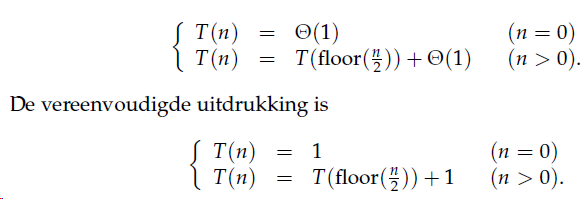 { T(n) = Θ(1) (n = 0)
T(n) = T(floor(n/2)) + Θ(1) (n > 0).
De vereenvoudigde uitdrukking is
{ T(n) = 1 (n = 0)
T(n) = T(floor(n/2)) + 1 (n > 0).